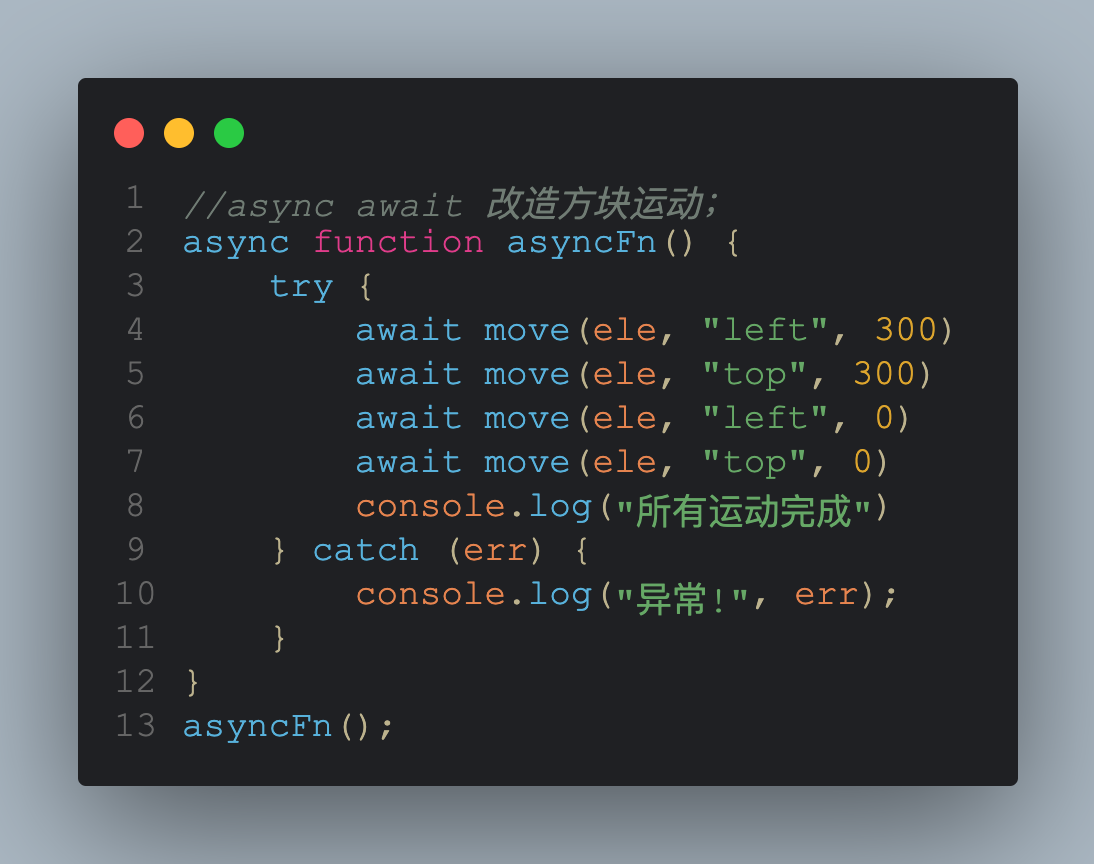 1 //async await 改造方块运动;
2 async function asyncFn() {
3     try {
4         await move(ele, "left", 300)
5         await move(ele, "top", 300)
6         await move(ele, "left", 0)
7         await move(ele, "top", 0)
8         console.log("所有运动完成")
9     } catch (err) {
10         console.log("异常!", err);
11     }
12 }
13 asyncFn();